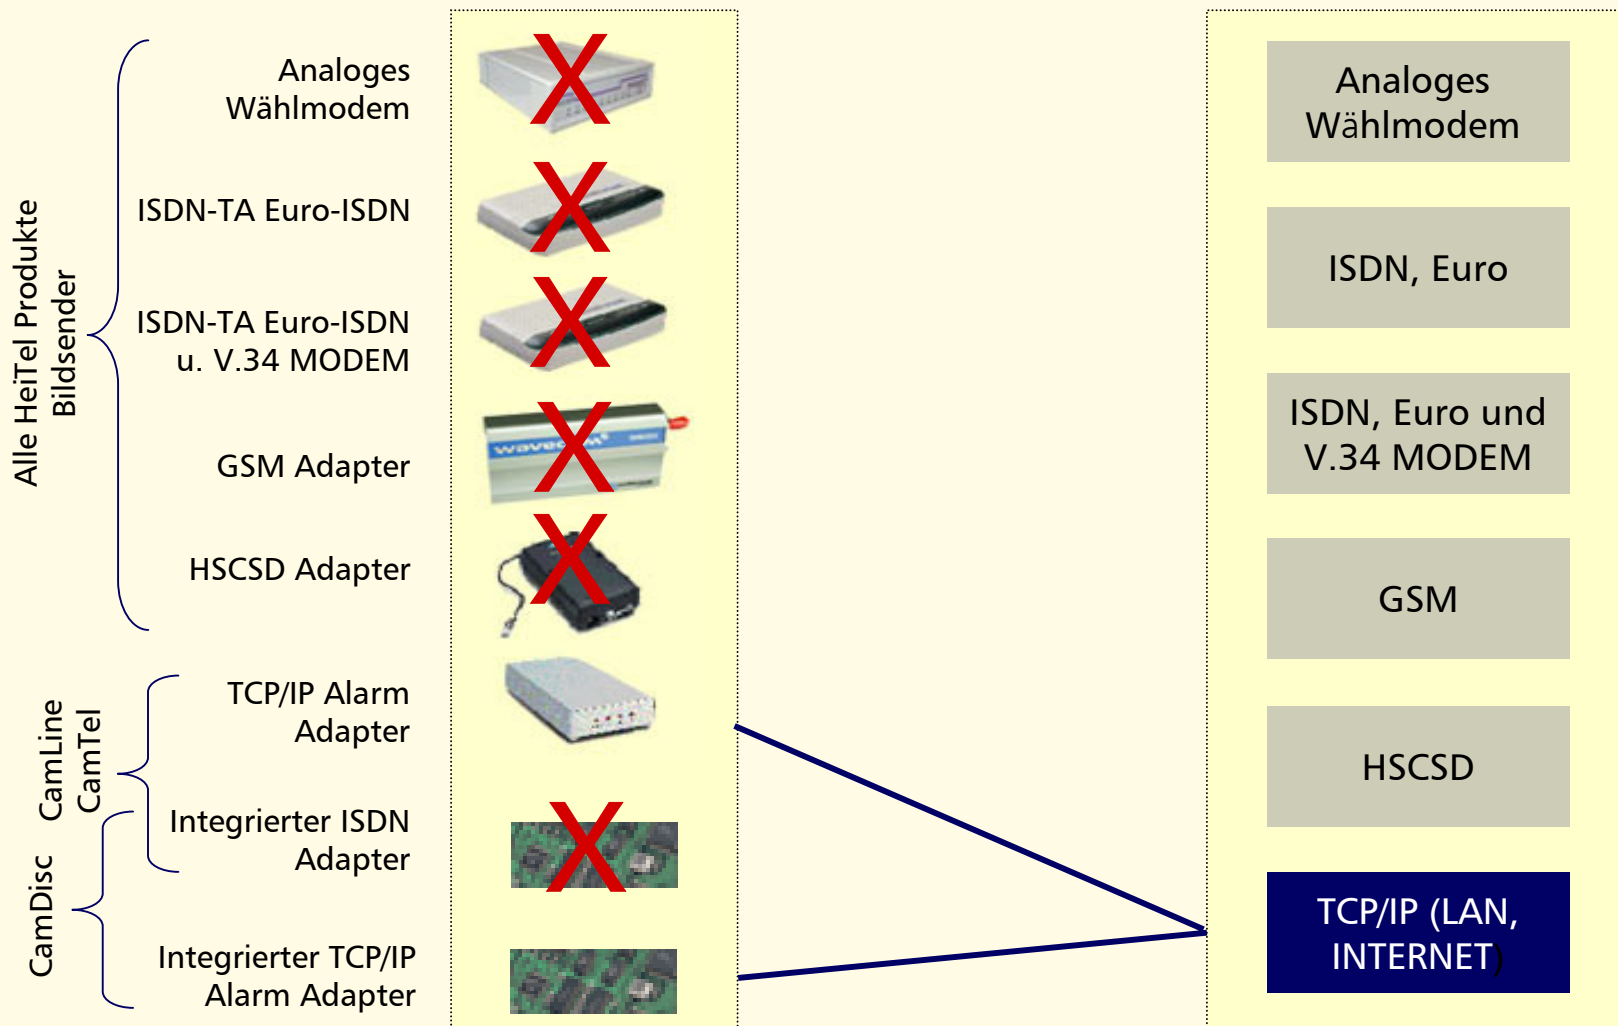 Alle HeiTel Produkte
Bildsender
Analoges
Wählmodem
ISDN-TA Euro-ISDN
ISDN-TA Euro-ISDN
u. V.34 MODEM
GSM Adapter
HSCSD Adapter
CamLine
CamTel
TCP/IP Alarm
Adapter
Integrierter ISDN
Adapter
CamDisc
Integrierter TCP/IP
Alarm Adapter
X
X
X
X
X
X
Analoges
Wählmodem
ISDN, Euro
ISDN, Euro und
V.34 MODEM
GSM
HSCSD
TCP/IP (LAN,
INTERNET)